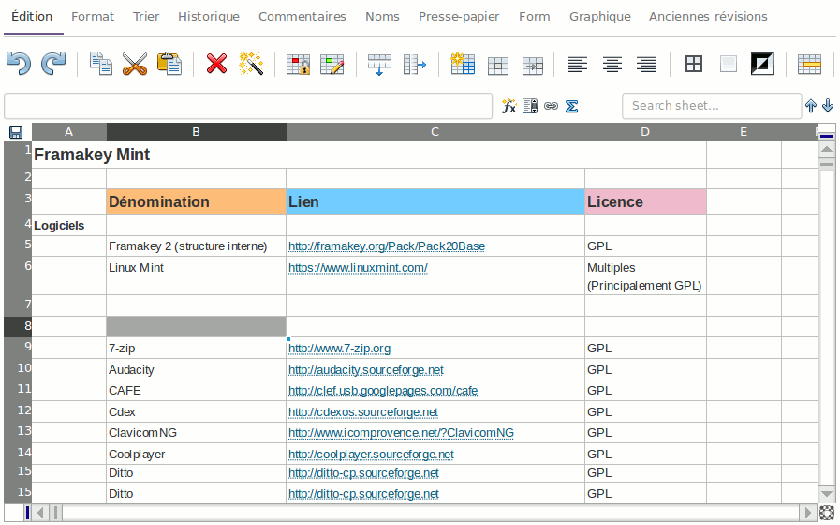 Édition Format Trier Historique Commentaires Noms Presse-papier Form Graphique Anciennes révisions
fx Σ Search sheet...
A B C D E
1 Framakey Mint
2
3 Dénomination Lien Licence
4 Logiciels
5 Framakey 2 (structure interne) http://framakey.org/Pack/Pack20Base GPL
6 Linux Mint https://www.linuxmint.com/ Multiples
(Principalement GPL)
7
8
9 7-zip http://www.7-zip.org GPL
10 Audacity http://audacity.sourceforge.net GPL
11 CAFE http://clef.usb.googlepages.com/cafe GPL
12 Cdex http://cdexos.sourceforge.net GPL
13 ClavicomNG http://www.icomprovence.net/?ClavicomNG GPL
14 Coolplayer http://coolplayer.sourceforge.net GPL
15 Ditto http://ditto-cp.sourceforge.net GPL
15 Ditto http://ditto-cp.sourceforge.net GPL